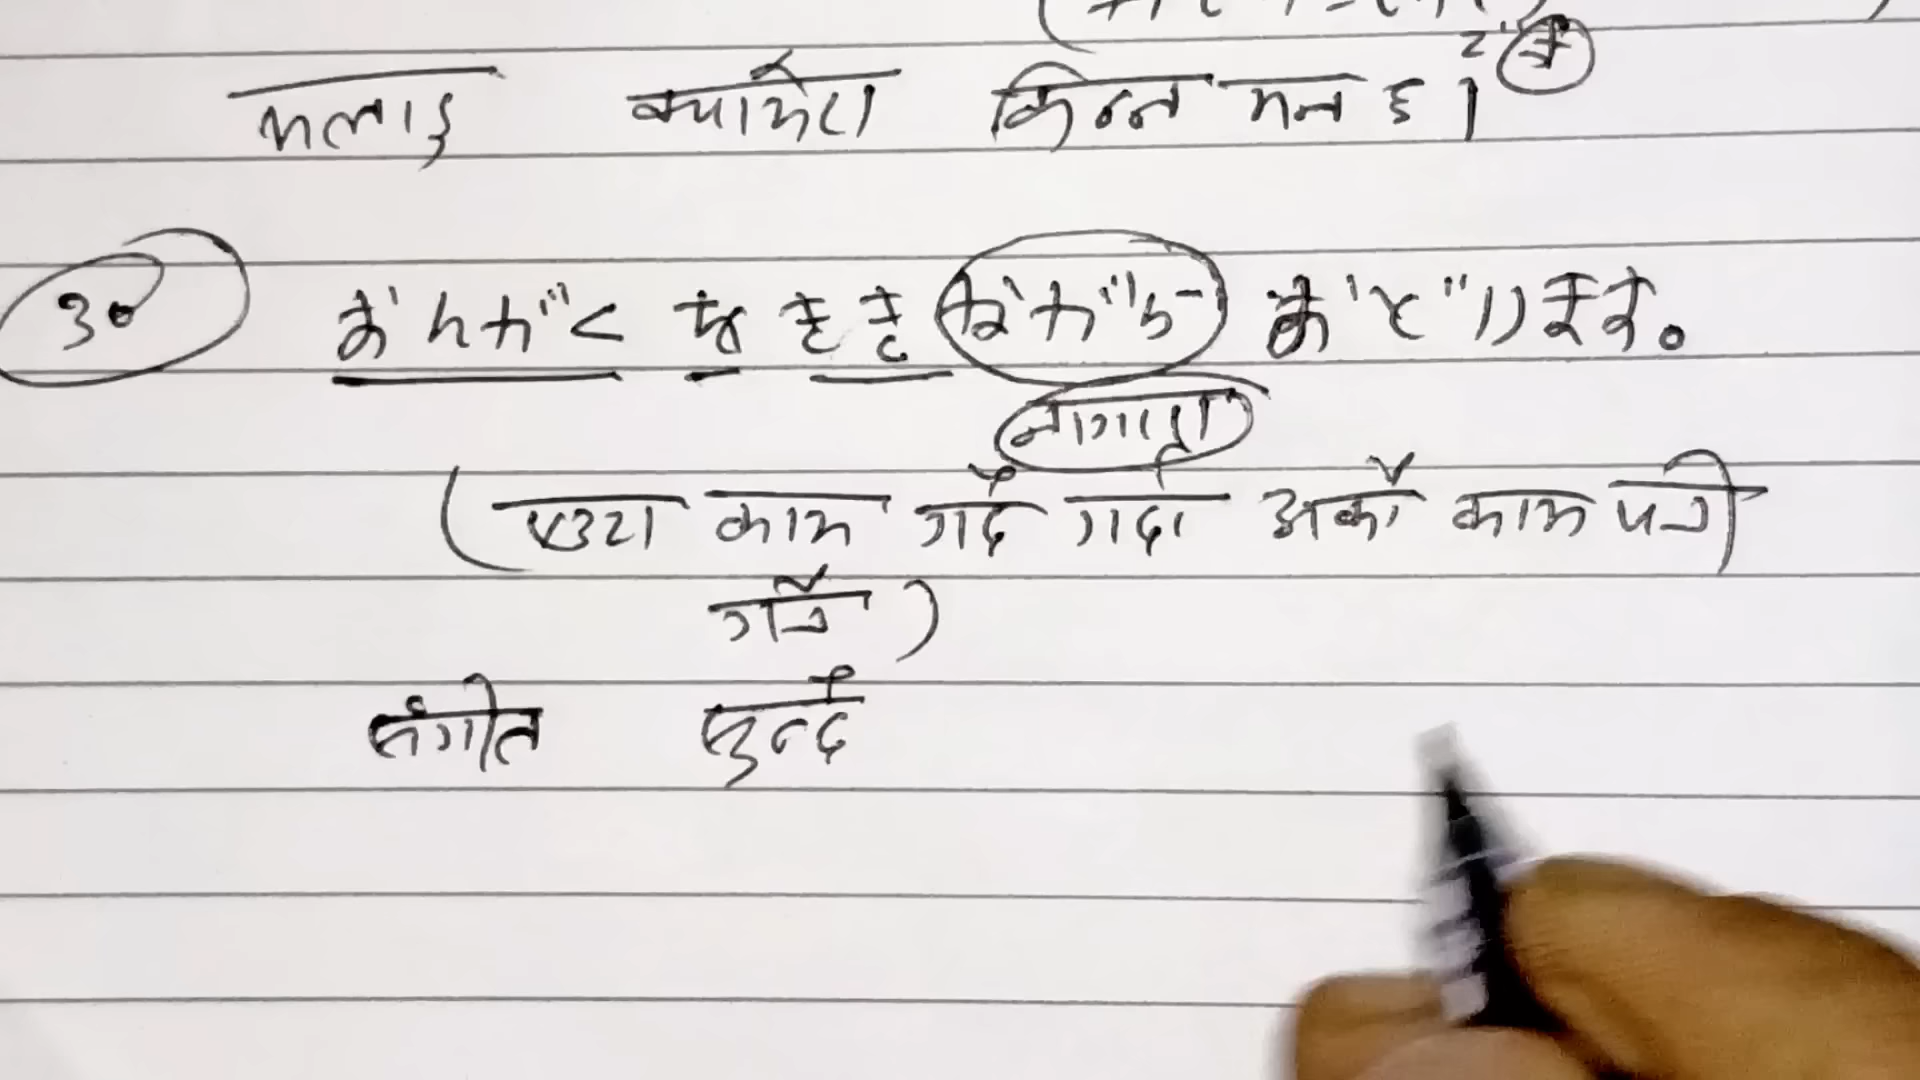 मलाई क्यामेरा किन्न मन छ ।
30 おんがく を きき ながら おどります。
नागारा
(एउटा काम गर्दै गर्दा अर्को काम पनी
गर्ने)
संगीत सुन्दै